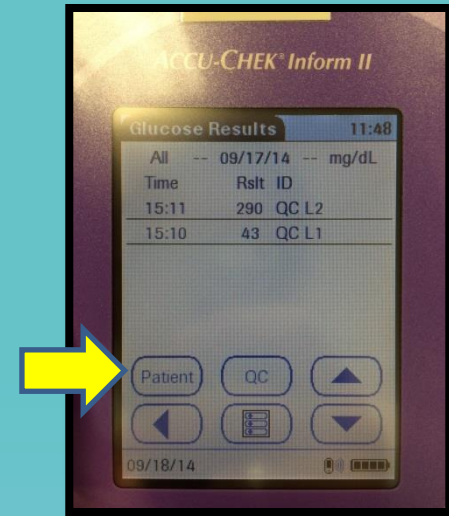 ACCU-CHEK® Inform II
Glucose Results 11:48
All -- 09/17/14 -- mg/dL
Time Rslt ID
15:11 290 QC L2
15:10 43 QC L1
Patient QC
09/18/14